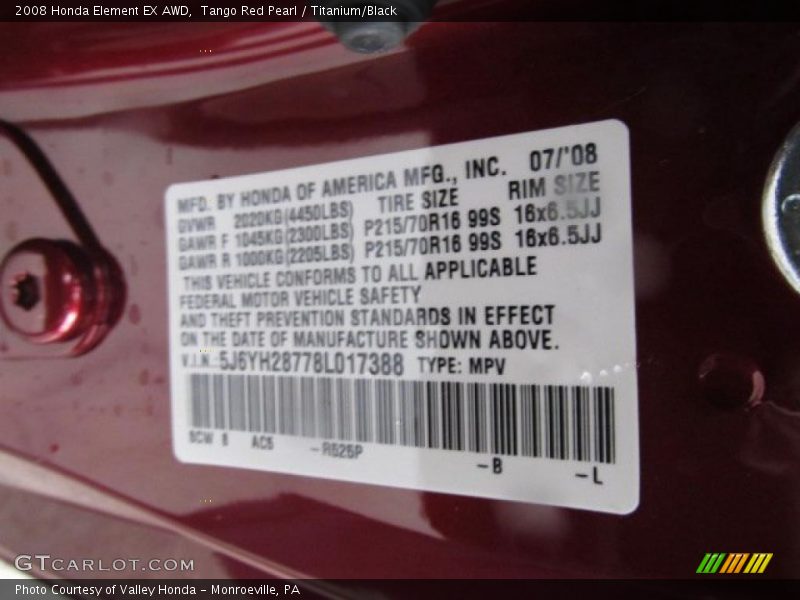 2008 Honda Element EX AWD, Tango Red Pearl / Titanium/Black
MFD. BY HONDA OF AMERICA MFG., INC. 07/'08
GVWR 2020KG(4450LBS) TIRE SIZE RIM SIZE
GAWR F 1045KG(2300LBS) P215/70R16 99S 16x6.5JJ
GAWR R 1000KG(2205LBS) P215/70R16 99S 16x6.5JJ
THIS VEHICLE CONFORMS TO ALL APPLICABLE
FEDERAL MOTOR VEHICLE SAFETY
AND THEFT PREVENTION STANDARDS IN EFFECT
ON THE DATE OF MANUFACTURE SHOWN ABOVE.
V.I.N. 5J6YH28778L017388 TYPE: MPV
SCW 8 AC5 -R525P -B -L
GTCARLOT.COM
Photo Courtesy of Valley Honda - Monroeville, PA